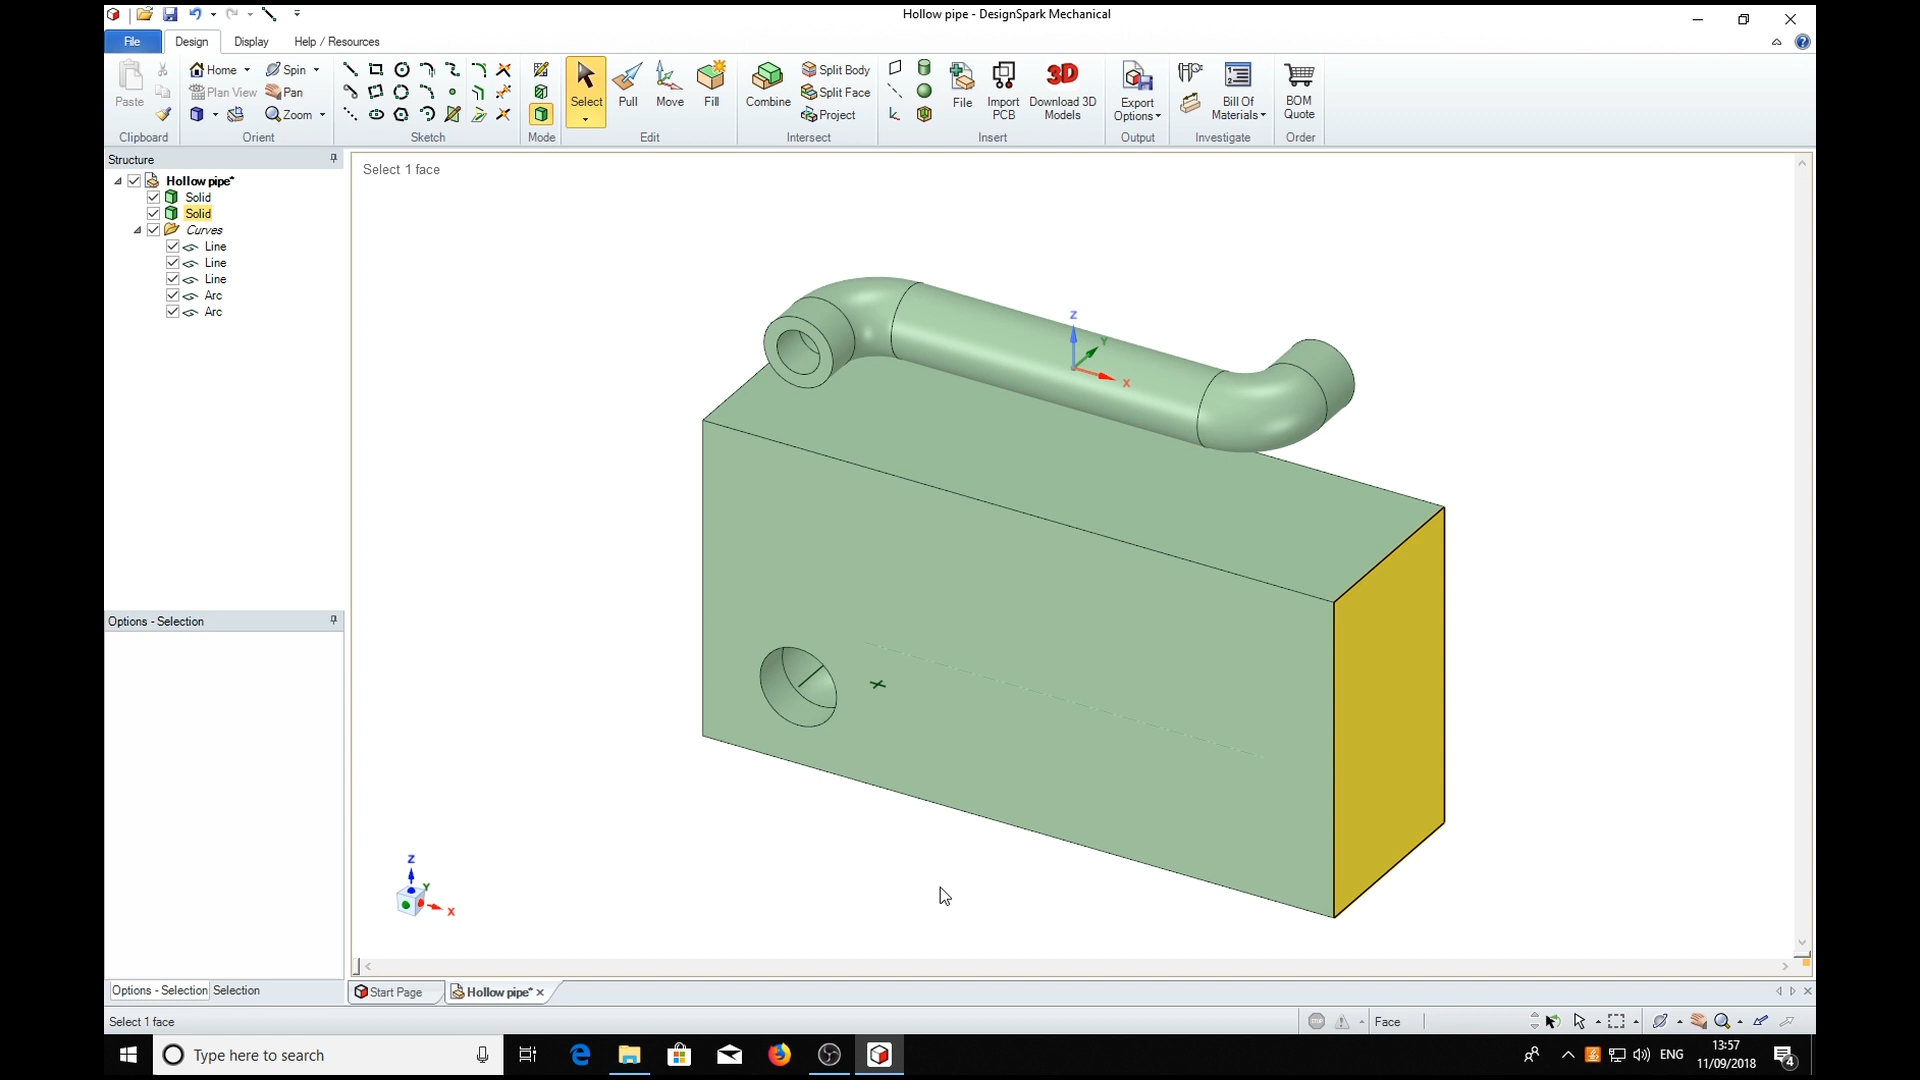 Hollow pipe - DesignSpark Mechanical
File Design Display Help / Resources
Paste Home Spin Select Pull Move Fill Combine Split Body File Import PCB Download 3D Models Export Options Bill Of Materials BOM Quote
Plan View Pan Split Face
Zoom Project
3D
Clipboard Orient Sketch Mode Edit Intersect Insert Output Investigate Order
Structure
Select 1 face
Hollow pipe*
Solid
Solid
Curves
Line
Line
Line
Arc
Arc
Z
Y
X
Options - Selection
Z
Y
X
Options - Selection Selection
Start Page Hollow pipe*
Select 1 face
Face
Type here to search
ENG
13:57
11/09/2018
4